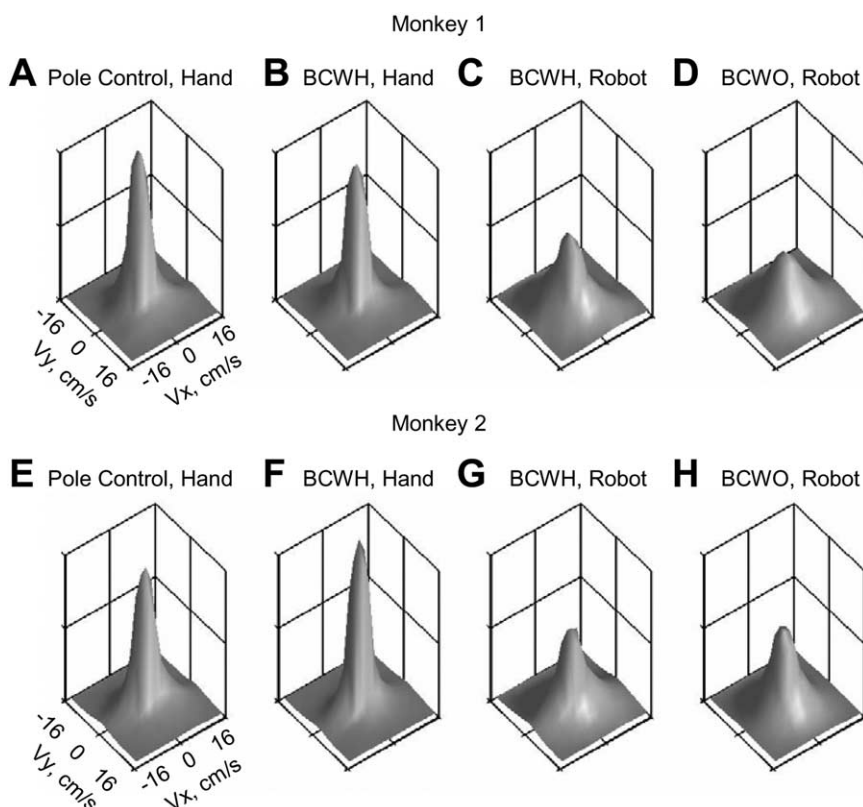 Monkey 1
A Pole Control, Hand
B BCWH, Hand
C BCWH, Robot
D BCWO, Robot
-16 0 16
Vy, cm/s
-16 0 16
Vx, cm/s
Monkey 2
E Pole Control, Hand
F BCWH, Hand
G BCWH, Robot
H BCWO, Robot
-16 0 16
Vy, cm/s
-16 0 16
Vx, cm/s